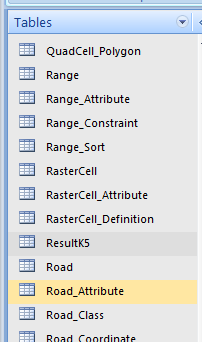 Tables
QuadCell_Polygon
Range
Range_Attribute
Range_Constraint
Range_Sort
RasterCell
RasterCell_Attribute
RasterCell_Definition
ResultK5
Road
Road_Attribute
Road_Class
Road_Coordinate